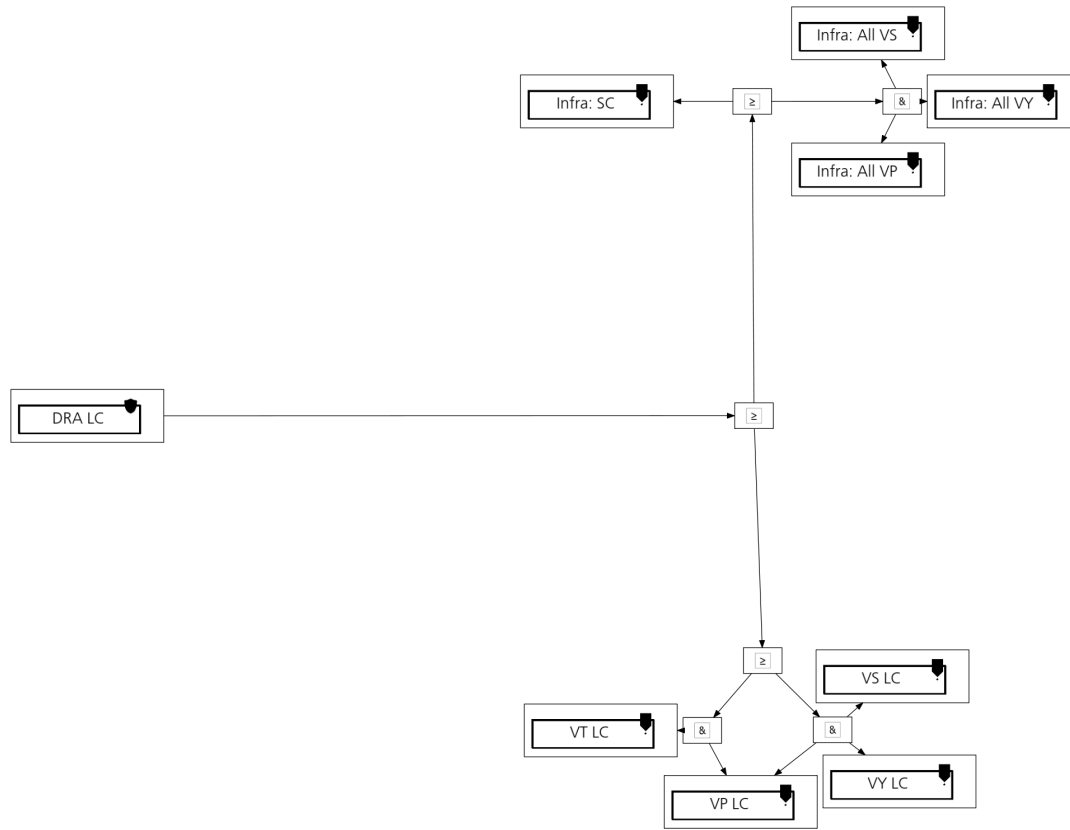 Infra: All VS
Infra: SC
≥
&
Infra: All VY
Infra: All VP
DRA LC
≥
≥
VS LC
VT LC
&
&
VY LC
VP LC